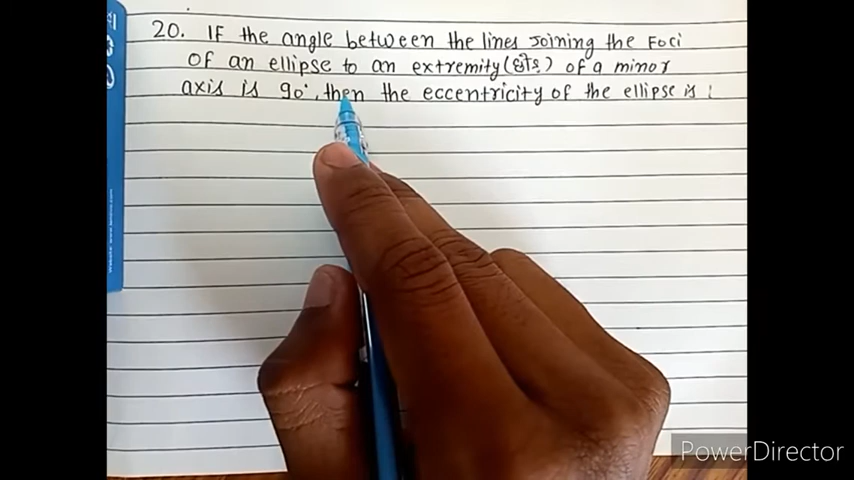 20. IF the angle between the lines Joining the Foci
OF an ellipse to an extremity ( ) of a minor
axis is 90°, then the eccentricity of the ellipse is :
PowerDirector